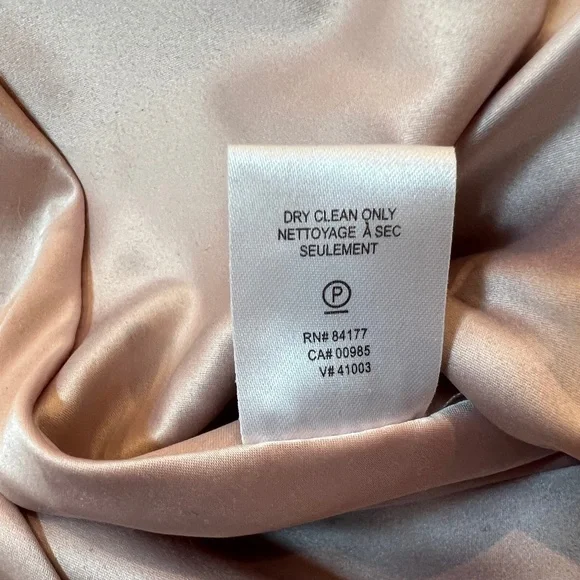 DRY CLEAN ONLY
NETTOYAGE À SEC
SEULEMENT
P
RN# 84177
CA# 00985
V# 41003